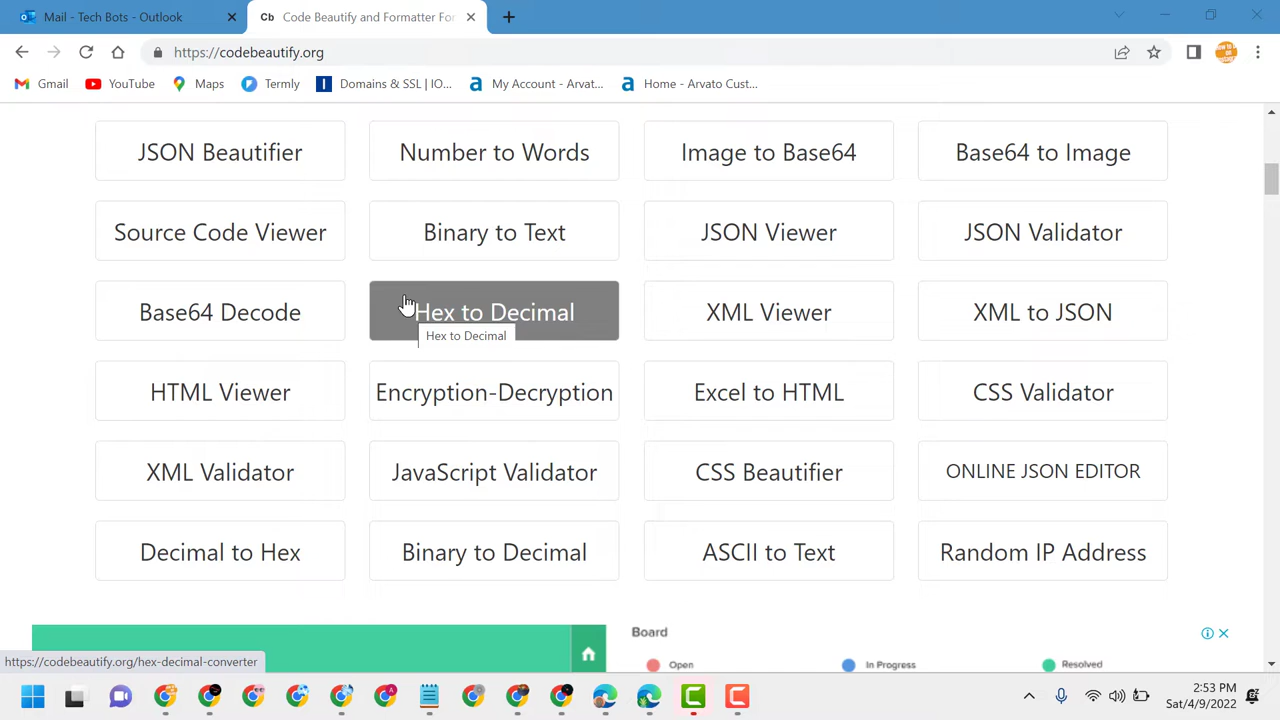 Mail - Tech Bots - Outlook
Cb Code Beautify and Formatter For
https://codebeautify.org
Gmail YouTube Maps Termly Domains & SSL | IO... My Account - Arvato Cust... Home - Arvato Cust...
JSON Beautifier Number to Words Image to Base64 Base64 to Image
Source Code Viewer Binary to Text JSON Viewer JSON Validator
Base64 Decode Hex to Decimal XML Viewer XML to JSON
Hex to Decimal
HTML Viewer Encryption-Decryption Excel to HTML CSS Validator
XML Validator JavaScript Validator CSS Beautifier ONLINE JSON EDITOR
Decimal to Hex Binary to Decimal ASCII to Text Random IP Address
Board
Open In Progress Resolved
https://codebeautify.org/hex-decimal-converter
2:53 PM
Sat/4/9/2022